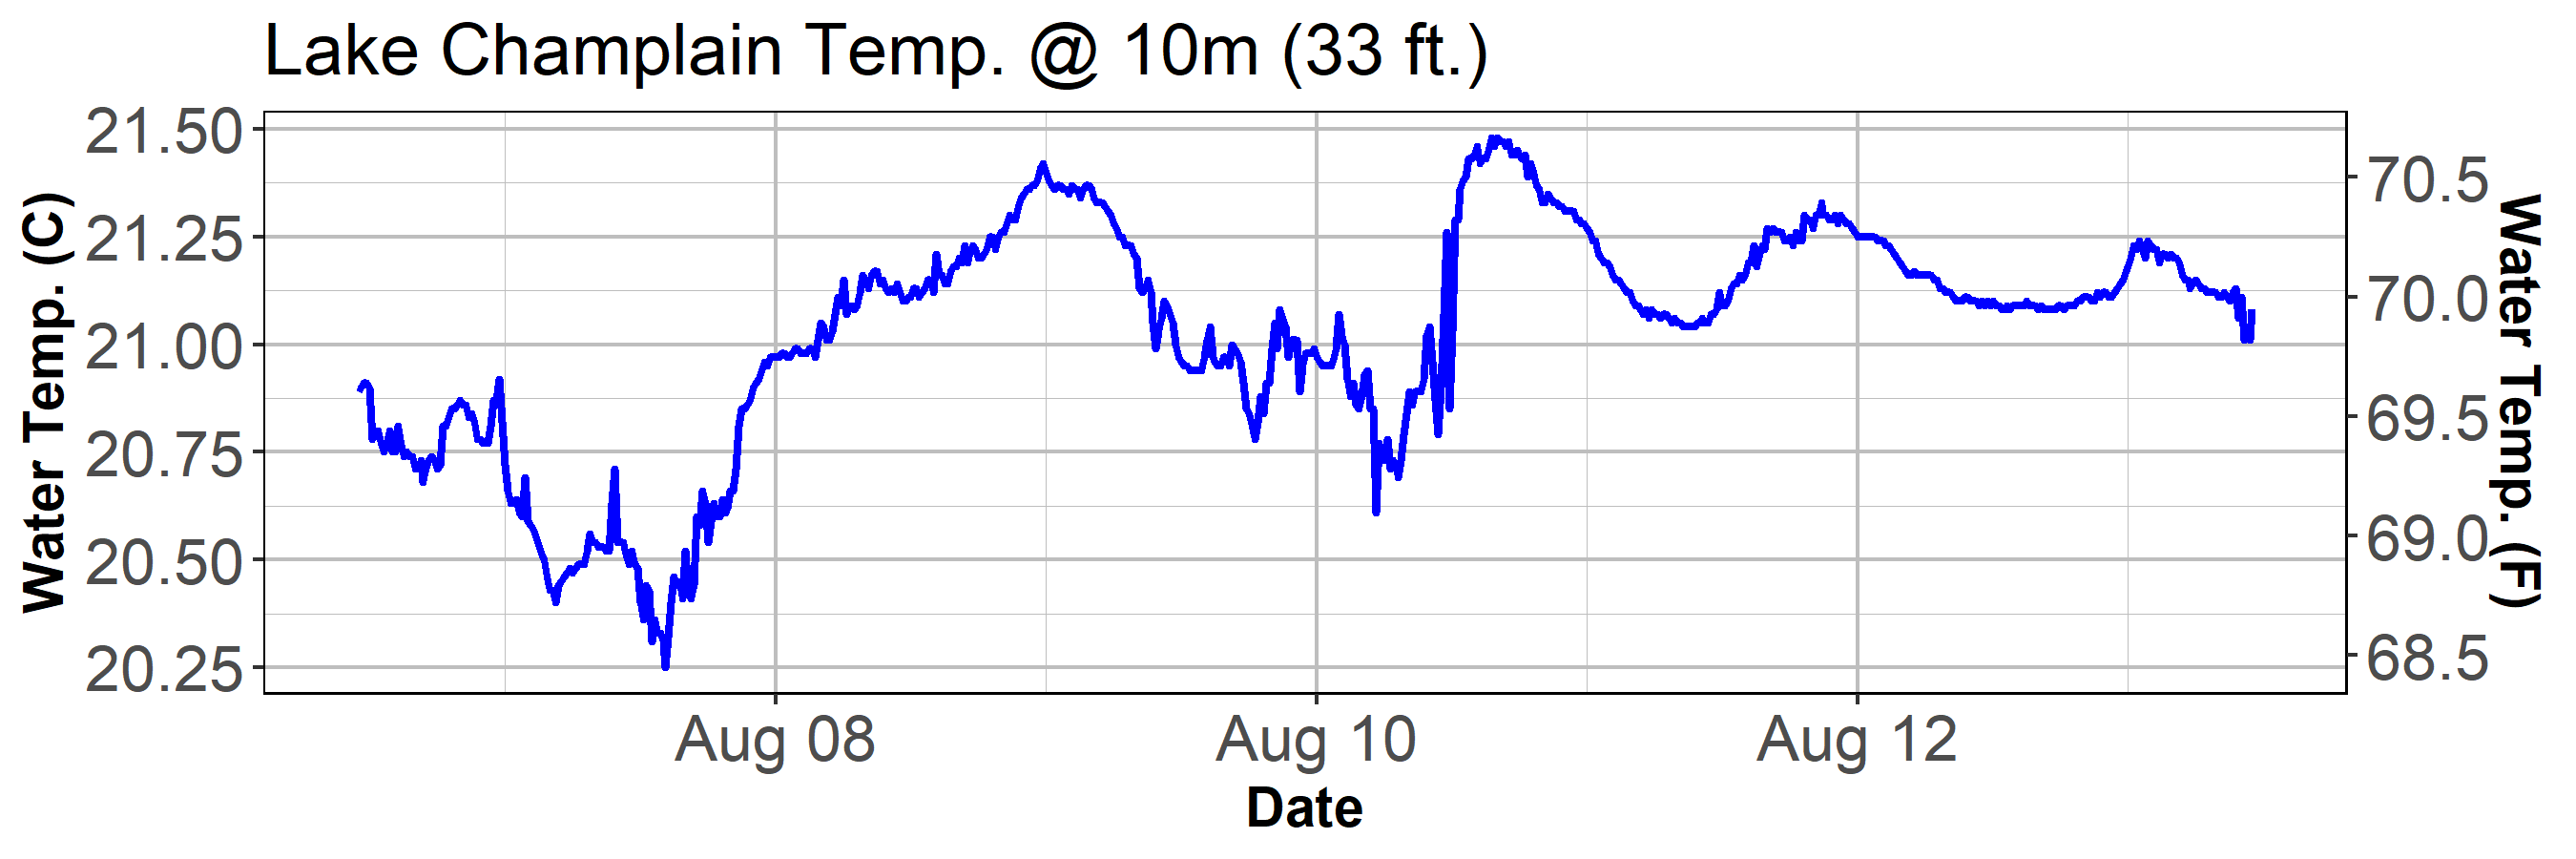 Lake Champlain Temp. @ 10m (33 ft.)
Water Temp. (C)
21.50
21.25
21.00
20.75
20.50
20.25
70.5
70.0
69.5
69.0
68.5
Water Temp. (F)
Aug 08
Aug 10
Aug 12
Date